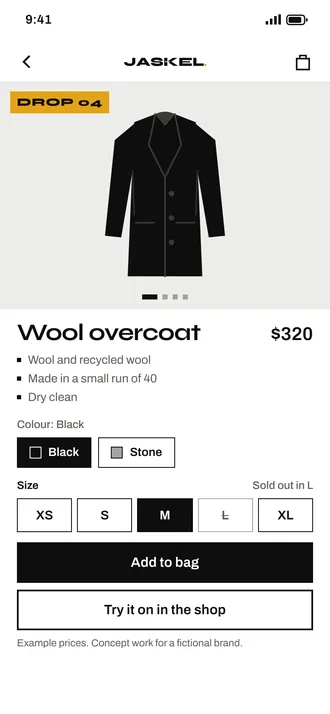 9:41
JASKEL.
DROP 04
Wool overcoat
$320
Wool and recycled wool
Made in a small run of 40
Dry clean
Colour: Black
Black
Stone
Size
Sold out in L
XS
S
M
L
XL
Add to bag
Try it on in the shop
Example prices. Concept work for a fictional brand.